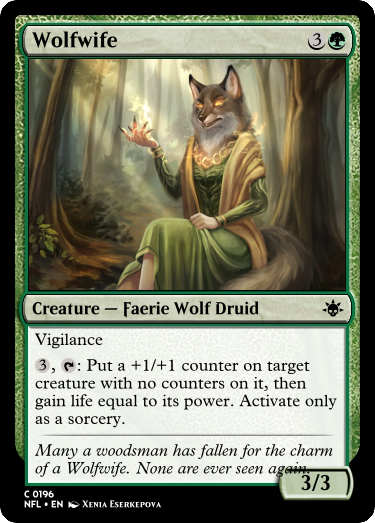 Wolfwife 3
Creature — Faerie Wolf Druid
Vigilance
3, : Put a +1/+1 counter on target
creature with no counters on it, then
gain life equal to its power. Activate only
as a sorcery.
Many a woodsman has fallen for the charm
of a Wolfwife. None are ever seen again.
3/3
C 0196
NFL • EN Xenia Eserkepova